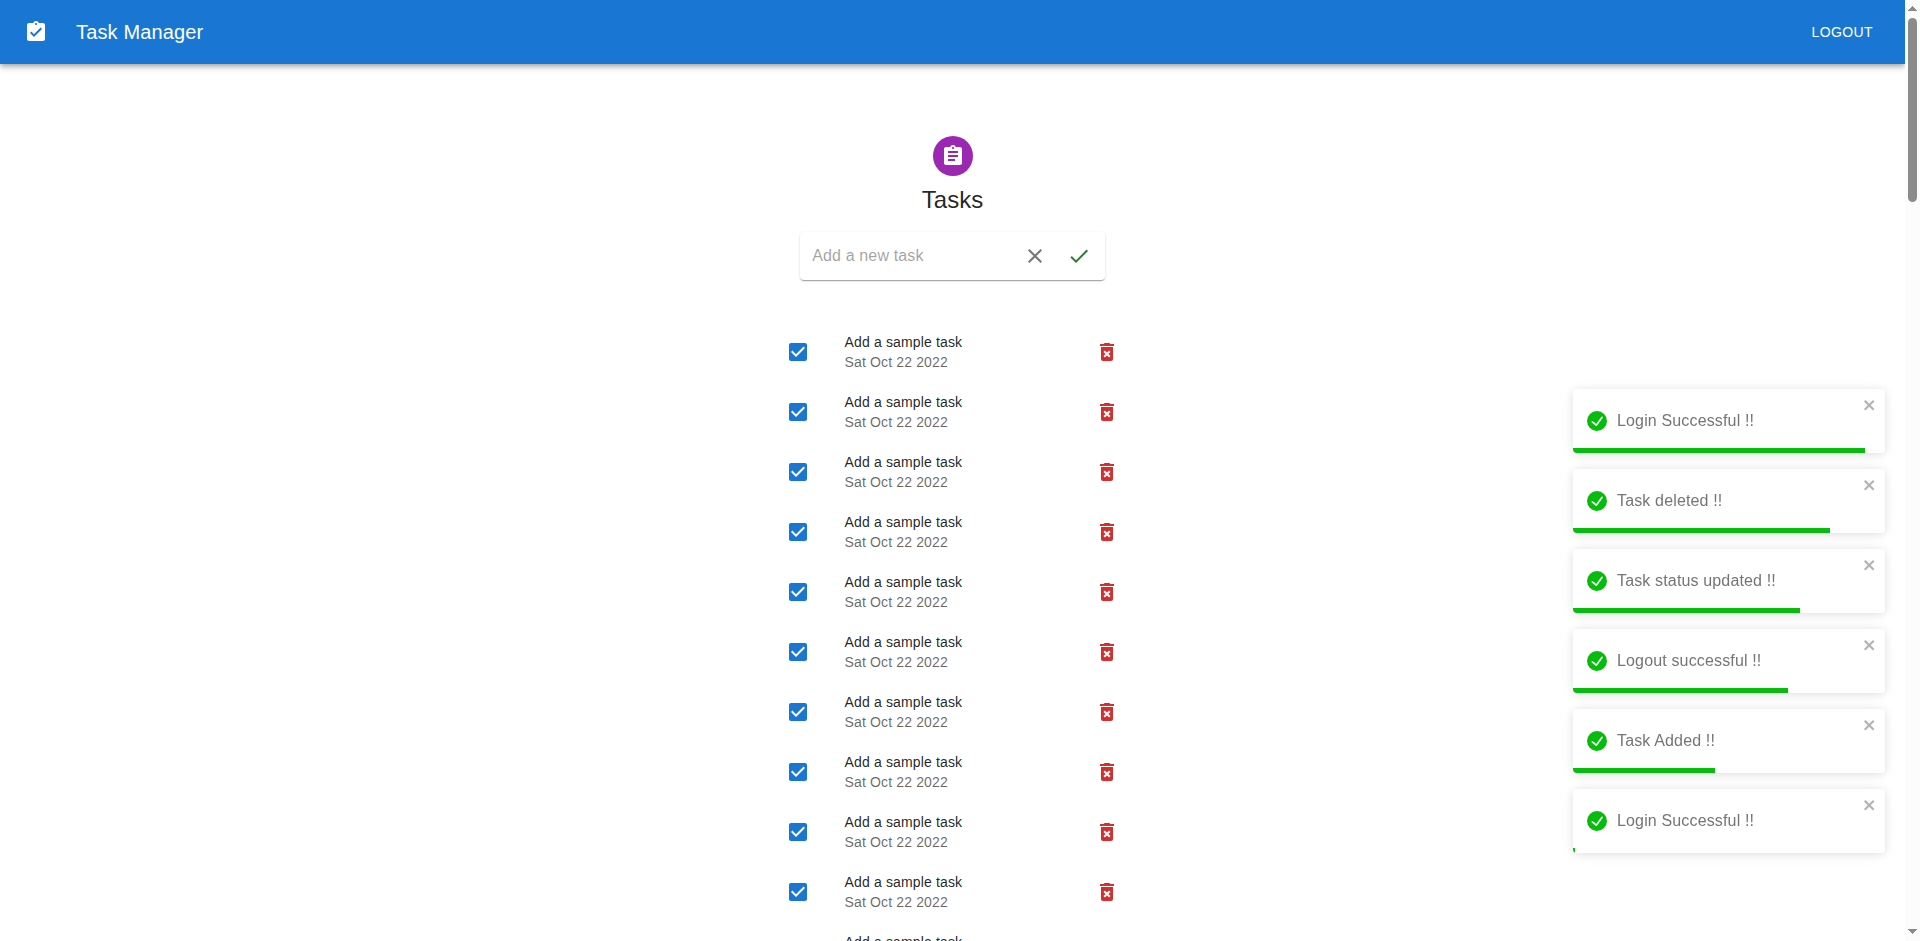 Task Manager
LOGOUT
Tasks
Add a new task
Add a sample task
Sat Oct 22 2022
Add a sample task
Sat Oct 22 2022
Add a sample task
Sat Oct 22 2022
Add a sample task
Sat Oct 22 2022
Add a sample task
Sat Oct 22 2022
Add a sample task
Sat Oct 22 2022
Add a sample task
Sat Oct 22 2022
Add a sample task
Sat Oct 22 2022
Add a sample task
Sat Oct 22 2022
Add a sample task
Sat Oct 22 2022
Add a sample task
Login Successful !!
Task deleted !!
Task status updated !!
Logout successful !!
Task Added !!
Login Successful !!